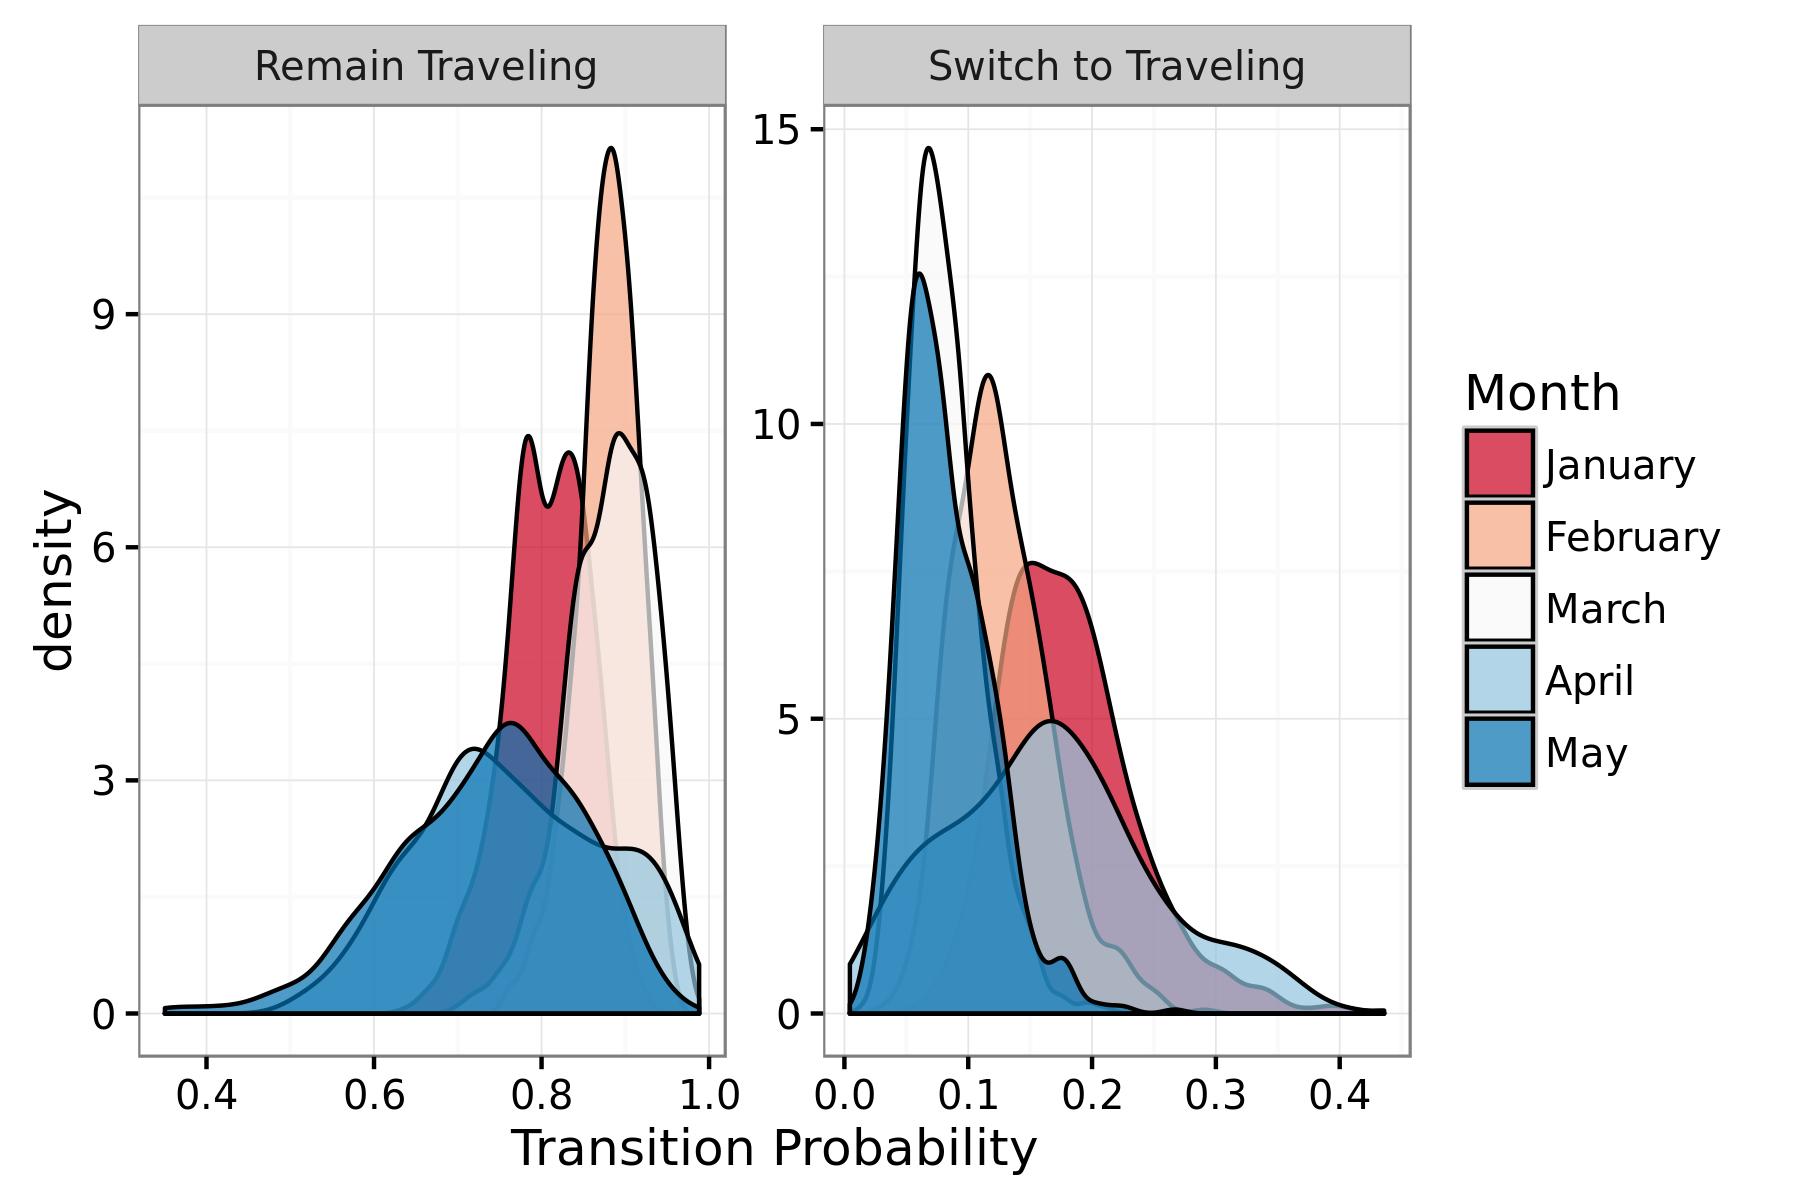 Remain Traveling
Switch to Traveling
density
0
3
6
9
0
5
10
15
0.4
0.6
0.8
1.0
0.0
0.1
0.2
0.3
0.4
Transition Probability
Month
January
February
March
April
May